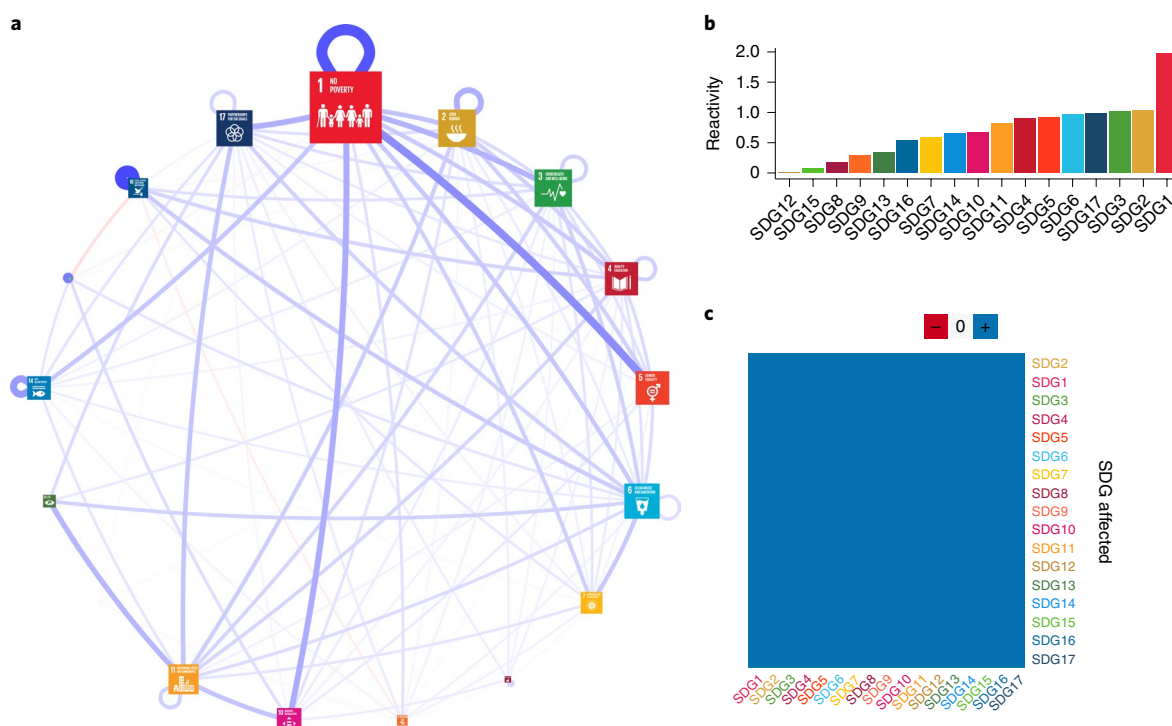 a
1 NO
POVERTY
17 PARTNERSHIPS
FOR THE GOALS
2
3 GOOD HEALTH
AND WELL-BEING
4 QUALITY
EDUCATION
5 GENDER
EQUALITY
6 CLEAN WATER
AND SANITATION
14
11
10
b
Reactivity
2.0
1.5
1.0
0.5
0
SDG12
SDG15
SDG8
SDG9
SDG13
SDG16
SDG7
SDG14
SDG10
SDG11
SDG4
SDG5
SDG6
SDG17
SDG3
SDG2
SDG1
c
– 0 +
SDG2
SDG1
SDG3
SDG4
SDG5
SDG6
SDG7
SDG8
SDG9
SDG10
SDG11
SDG12
SDG13
SDG14
SDG15
SDG16
SDG17
SDG affected
SDG1
SDG2
SDG3
SDG4
SDG5
SDG6
SDG7
SDG8
SDG9
SDG10
SDG11
SDG12
SDG13
SDG14
SDG15
SDG16
SDG17